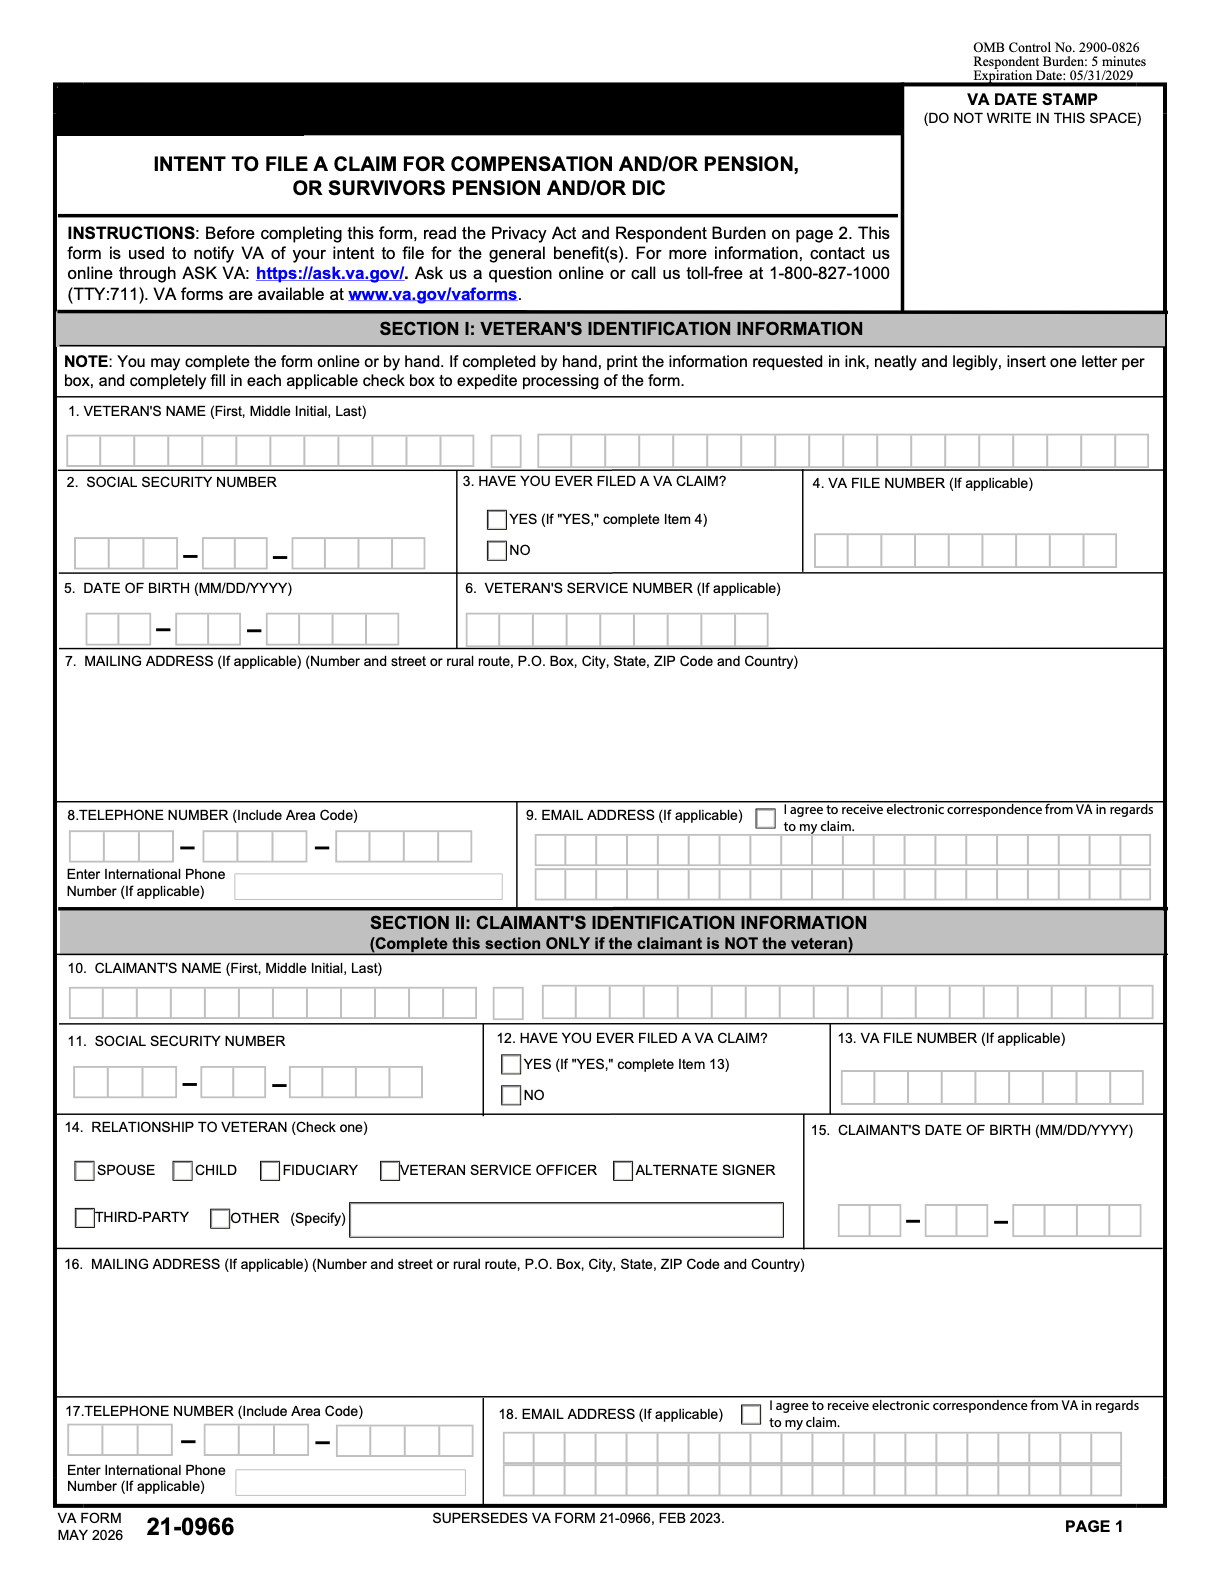 OMB Control No. 2900-0826
Respondent Burden: 5 minutes
Expiration Date: 05/31/2029
VA DATE STAMP
(DO NOT WRITE IN THIS SPACE)
INTENT TO FILE A CLAIM FOR COMPENSATION AND/OR PENSION,
OR SURVIVORS PENSION AND/OR DIC
INSTRUCTIONS: Before completing this form, read the Privacy Act and Respondent Burden on page 2. This
form is used to notify VA of your intent to file for the general benefit(s). For more information, contact us
online through ASK VA: https://ask.va.gov/. Ask us a question online or call us toll-free at 1-800-827-1000
(TTY:711). VA forms are available at www.va.gov/vaforms.
SECTION I: VETERAN'S IDENTIFICATION INFORMATION
NOTE: You may complete the form online or by hand. If completed by hand, print the information requested in ink, neatly and legibly, insert one letter per
box, and completely fill in each applicable check box to expedite processing of the form.
1. VETERAN'S NAME (First, Middle Initial, Last)
2. SOCIAL SECURITY NUMBER
3. HAVE YOU EVER FILED A VA CLAIM?
YES (If "YES," complete Item 4)
NO
4. VA FILE NUMBER (If applicable)
5. DATE OF BIRTH (MM/DD/YYYY)
6. VETERAN'S SERVICE NUMBER (If applicable)
7. MAILING ADDRESS (If applicable) (Number and street or rural route, P.O. Box, City, State, ZIP Code and Country)
8.TELEPHONE NUMBER (Include Area Code)
Enter International Phone
Number (If applicable)
9. EMAIL ADDRESS (If applicable)
I agree to receive electronic correspondence from VA in regards
to my claim.
SECTION II: CLAIMANT'S IDENTIFICATION INFORMATION
(Complete this section ONLY if the claimant is NOT the veteran)
10. CLAIMANT'S NAME (First, Middle Initial, Last)
11. SOCIAL SECURITY NUMBER
12. HAVE YOU EVER FILED A VA CLAIM?
YES (If "YES," complete Item 13)
NO
13. VA FILE NUMBER (If applicable)
14. RELATIONSHIP TO VETERAN (Check one)
SPOUSE CHILD FIDUCIARY VETERAN SERVICE OFFICER ALTERNATE SIGNER
THIRD-PARTY OTHER (Specify)
15. CLAIMANT'S DATE OF BIRTH (MM/DD/YYYY)
16. MAILING ADDRESS (If applicable) (Number and street or rural route, P.O. Box, City, State, ZIP Code and Country)
17.TELEPHONE NUMBER (Include Area Code)
Enter International Phone
Number (If applicable)
18. EMAIL ADDRESS (If applicable)
I agree to receive electronic correspondence from VA in regards
to my claim.
VA FORM
MAY 2026
21-0966
SUPERSEDES VA FORM 21-0966, FEB 2023.
PAGE 1